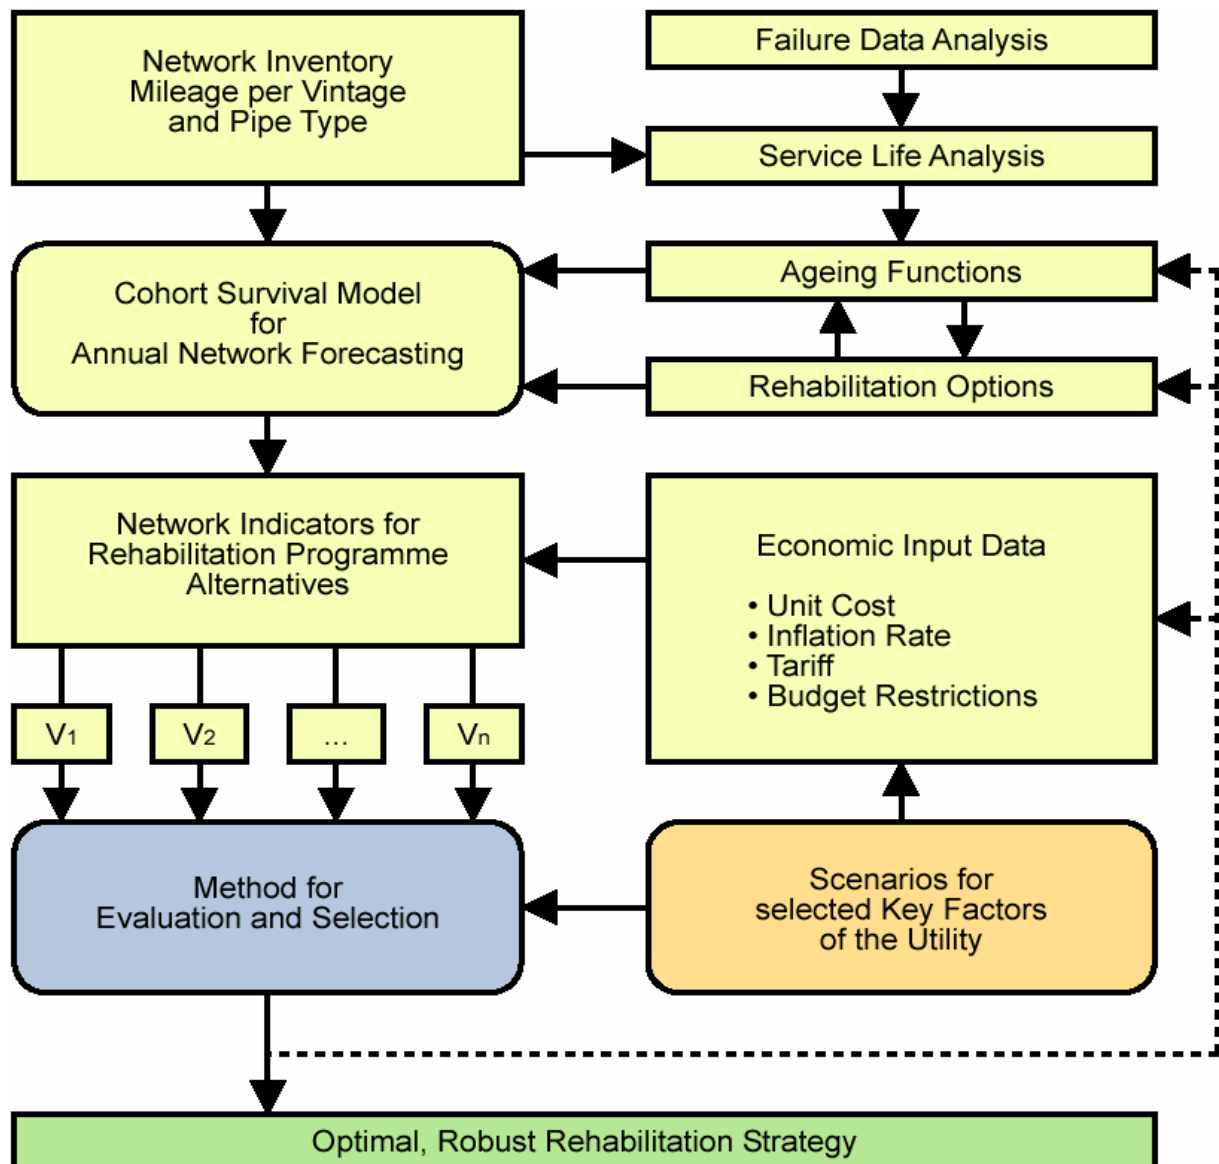 Network Inventory
Mileage per Vintage
and Pipe Type
Failure Data Analysis
Service Life Analysis
Cohort Survival Model
for
Annual Network Forecasting
Ageing Functions
Rehabilitation Options
Network Indicators for
Rehabilitation Programme
Alternatives
Economic Input Data
• Unit Cost
• Inflation Rate
• Tariff
• Budget Restrictions
V1
V2
...
Vn
Method for
Evaluation and Selection
Scenarios for
selected Key Factors
of the Utility
Optimal, Robust Rehabilitation Strategy